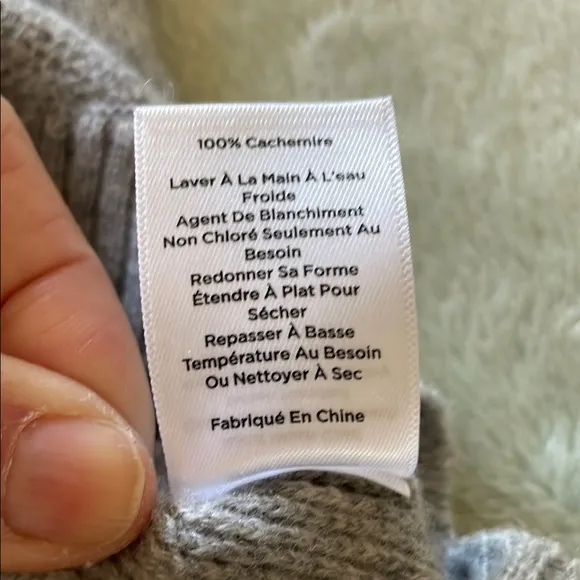 100% Cachemire
Laver À La Main À L'eau
Froide
Agent De Blanchiment
Non Chloré Seulement Au
Besoin
Redonner Sa Forme
Étendre À Plat Pour
Sécher
Repasser À Basse
Température Au Besoin
Ou Nettoyer À Sec
Fabriqué En Chine